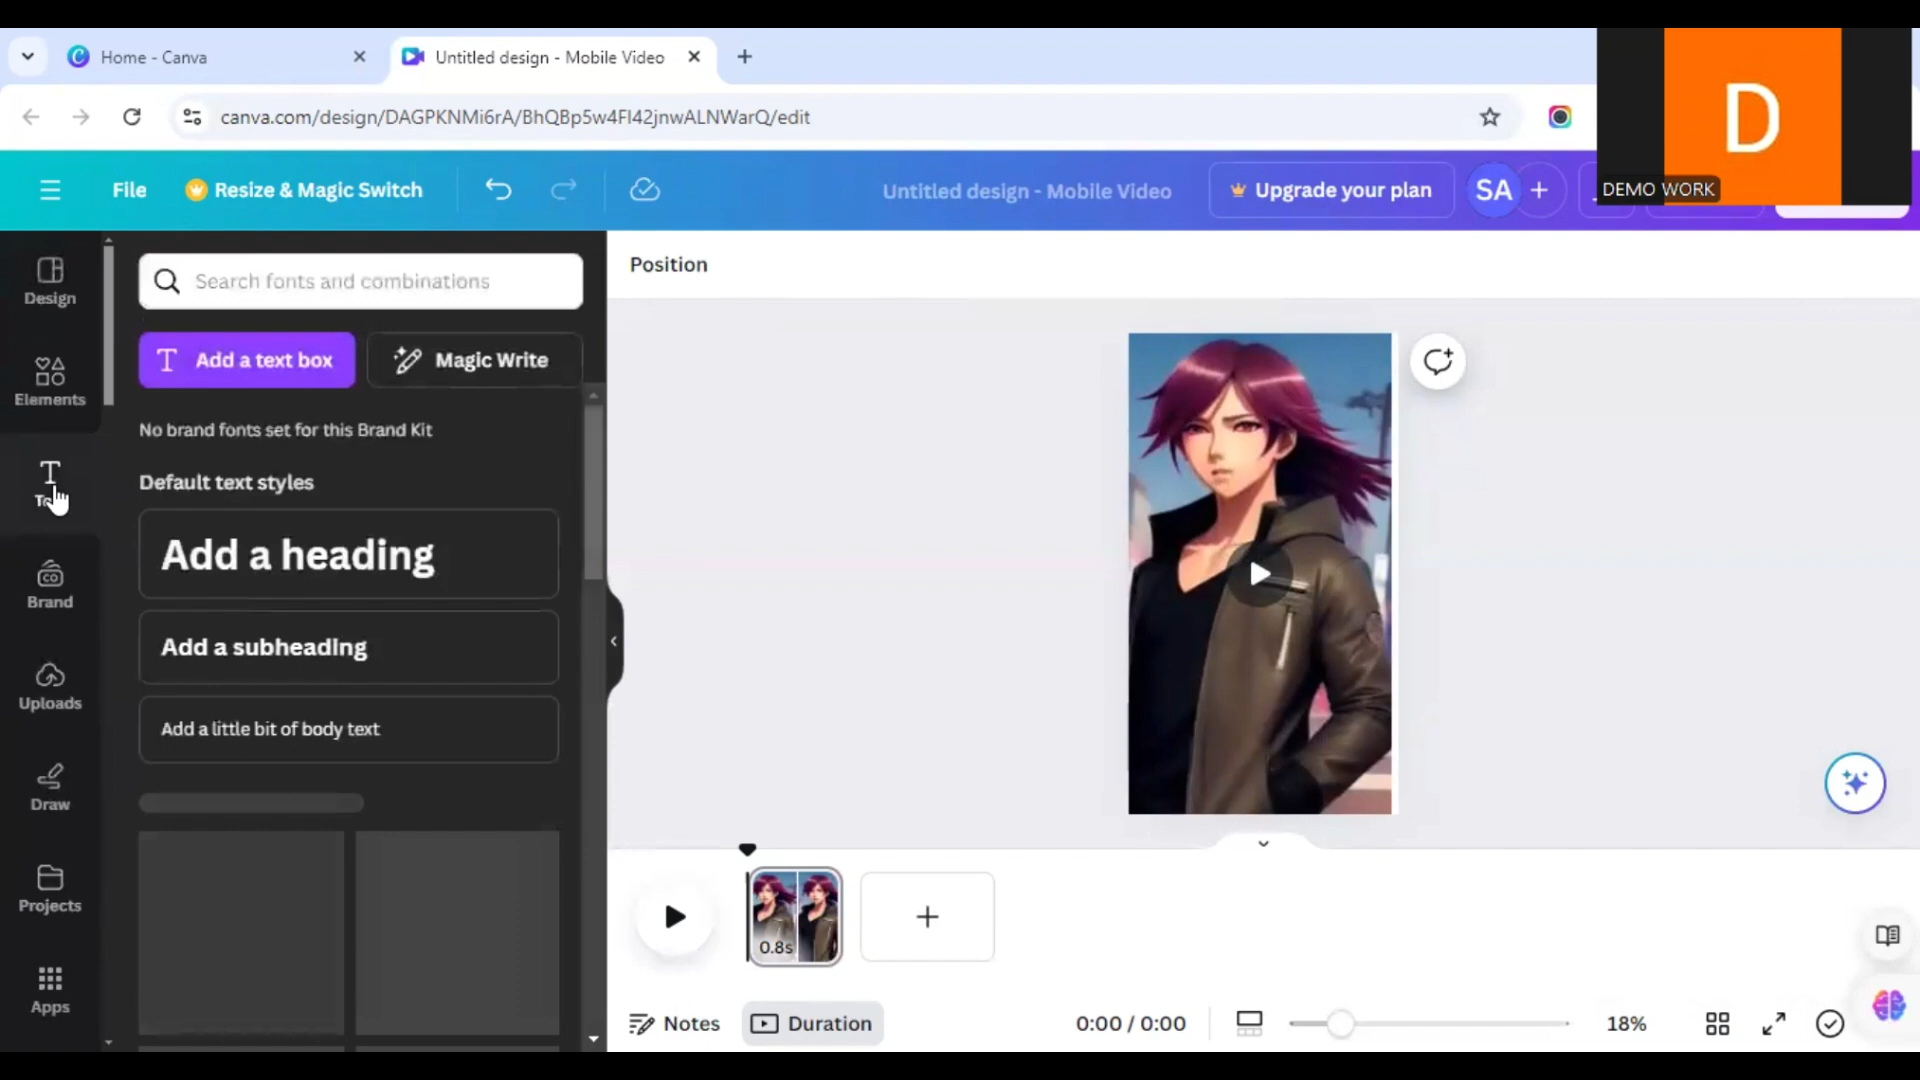 Home - Canva
Untitled design - Mobile Video
canva.com/design/DAGPKNMi6rA/BhQBp5w4FI42jnwALNWarQ/edit
D
DEMO WORK
File
Resize & Magic Switch
Untitled design - Mobile Video
Upgrade your plan
SA
Design
Elements
Brand
Uploads
Draw
Projects
Apps
Search fonts and combinations
T Add a text box
Magic Write
No brand fonts set for this Brand Kit
Default text styles
Add a heading
Add a subheading
Add a little bit of body text
Position
0.8s
Notes
Duration
0:00 / 0:00
18%